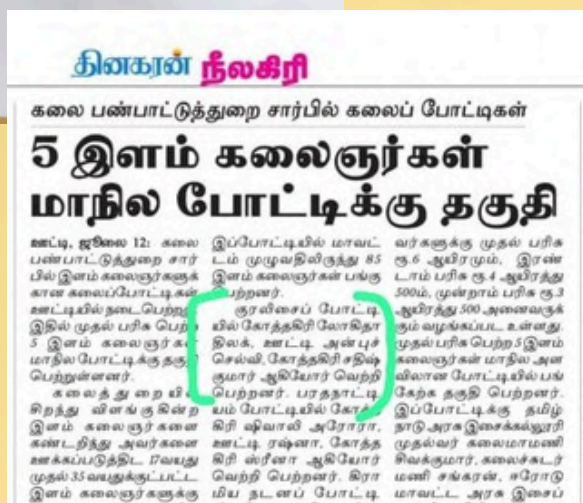 தினகரன் நீலகிரி
கலை பண்பாட்டுத்துறை சார்பில் கலைப் போட்டிகள்
5 இளம் கலைஞர்கள்
மாநில போட்டிக்கு தகுதி
ஊட்டி, ஜூலை 12: கலை
பண்பாட்டுத்துறை சார்
பில் இளம் கலைஞர்களுக்
கான கலைப்போட்டிகள்
ஊட்டியில் நடைபெற்றது.
இதில் முதல் பரிசு பெற்ற
5 இளம் கலைஞர்கள்
மாநில போட்டிக்கு தகுதி
பெற்றுள்ளனர்.
கலைத் துறையில்
சிறந்து விளங்குகின்ற
இளம் கலைஞர்களை
கண்டறிந்து அவர்களை
ஊக்கப்படுத்திட 17வயது
முதல் 35 வயதுக்குட்பட்ட
இளம் கலைஞர்களுக்கு
இப்போட்டியில் மாவட்
டம் முழுவதிலிருந்து 85
இளம் கலைஞர்கள் பங்கு
பெற்றனர்.
குரலிசைப் போட்டி
யில் கோத்தகிரி லோகிதா
திலக், ஊட்டி அன்புச்
செல்வி, கோத்தகிரி சதிஷ்
குமார் ஆகியோர் வெற்றி
பெற்றனர். பரதநாட்டி
யம் போட்டியில் கோத்த
கிரி ஷிவாலி அரோரா,
ஊட்டி ரஷ்னா, கோத்த
கிரி ஸ்ரீனா ஆகியோர்
வெற்றி பெற்றனர். கிரா
மிய நடனப் போட்டி
வர்களுக்கு முதல் பரிசு
ரூ.6 ஆயிரமும், இரண்
டாம் பரிசு ரூ.4 ஆயிரத்து
500ம், மூன்றாம் பரிசு ரூ.3
ஆயிரத்து 500 அனைவருக்
கும் வழங்கப்பட உள்ளது.
முதல் பரிசு பெற்ற 5 இளம்
கலைஞர்கள் மாநில அள
விலான போட்டியில் பங்
கேற்க தகுதி பெற்றனர்.
இப்போட்டிக்கு தமிழ்
நாடு அரசு இசைக்கல்லூரி
முதல்வர் கலைமாமணி
சிவக்குமார், கலைச்சுடர்
மணி சங்கரன், ஈரோடு
மாவட்ட அரசு இசைப்